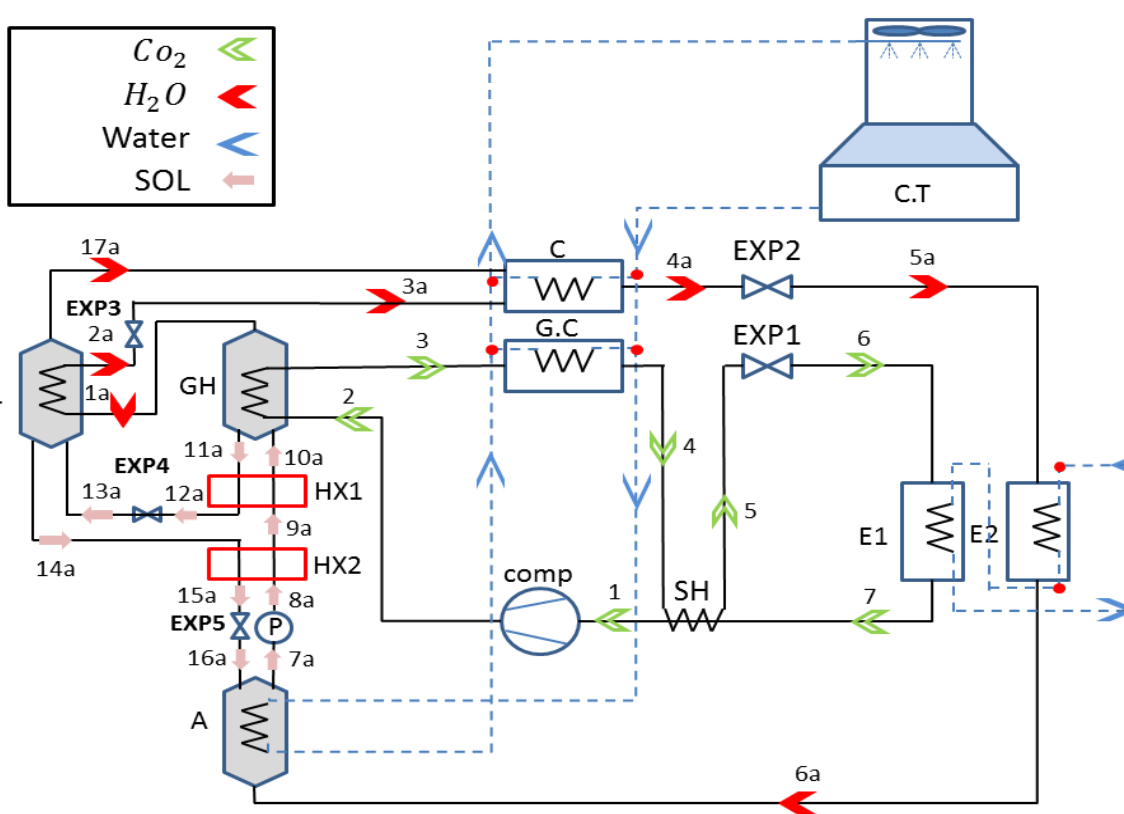 Co₂
H₂O
Water
SOL
C.T
17a
C
4a
EXP2
5a
EXP3
3a
2a
G.C
EXP1
3
6
GH
1a
2
11a
10a
4
EXP4
HX1
13a
12a
9a
5
E1
E2
14a
HX2
comp
15a
8a
SH
1
7
EXP5
P
16a
7a
A
6a